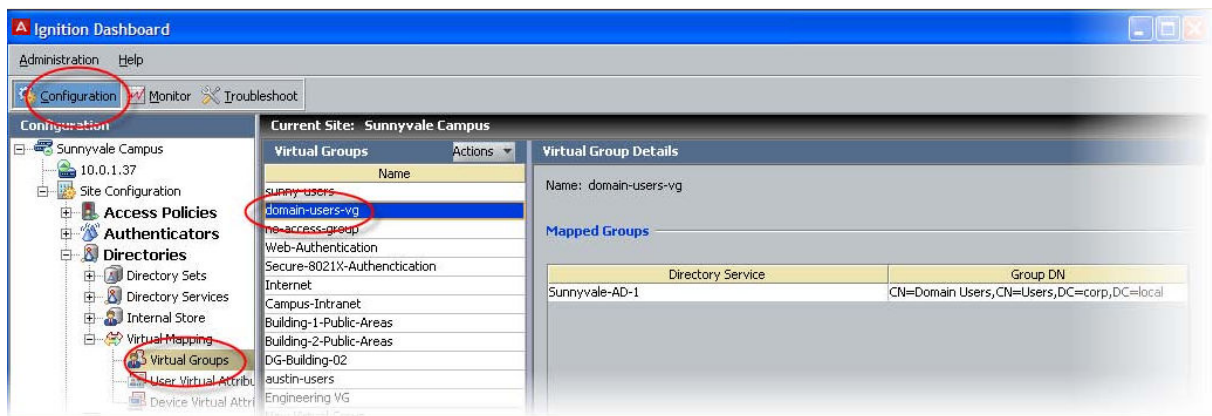 Ignition Dashboard
Administration Help
Configuration Monitor Troubleshoot
Configuration
Sunnyvale Campus
10.0.1.37
Site Configuration
Access Policies
Authenticators
Directories
Directory Sets
Directory Services
Internal Store
Virtual Mapping
Virtual Groups
User Virtual Attribu
Device Virtual Attri
Current Site: Sunnyvale Campus
Virtual Groups Actions
Name
sunny-users
domain-users-vg
no-access-group
Web-Authentication
Secure-8021X-Authenctication
Internet
Campus-Intranet
Building-1-Public-Areas
Building-2-Public-Areas
DG-Building-02
austin-users
Engineering VG
New Virtual Group
Virtual Group Details
Name: domain-users-vg
Mapped Groups
Directory Service Group DN
Sunnyvale-AD-1 CN=Domain Users,CN=Users,DC=corp,DC=local